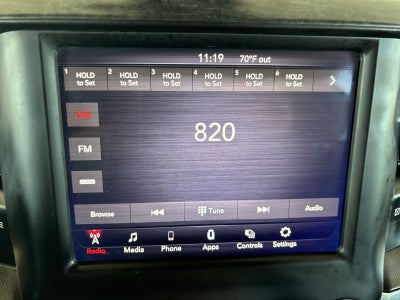 11:19 70°F out
1 HOLD to Set 2 HOLD to Set 3 HOLD to Set 4 HOLD to Set 5 HOLD to Set 6 HOLD to Set
AM
820
FM
Browse Tune Audio
Radio Media Phone Apps Controls Settings